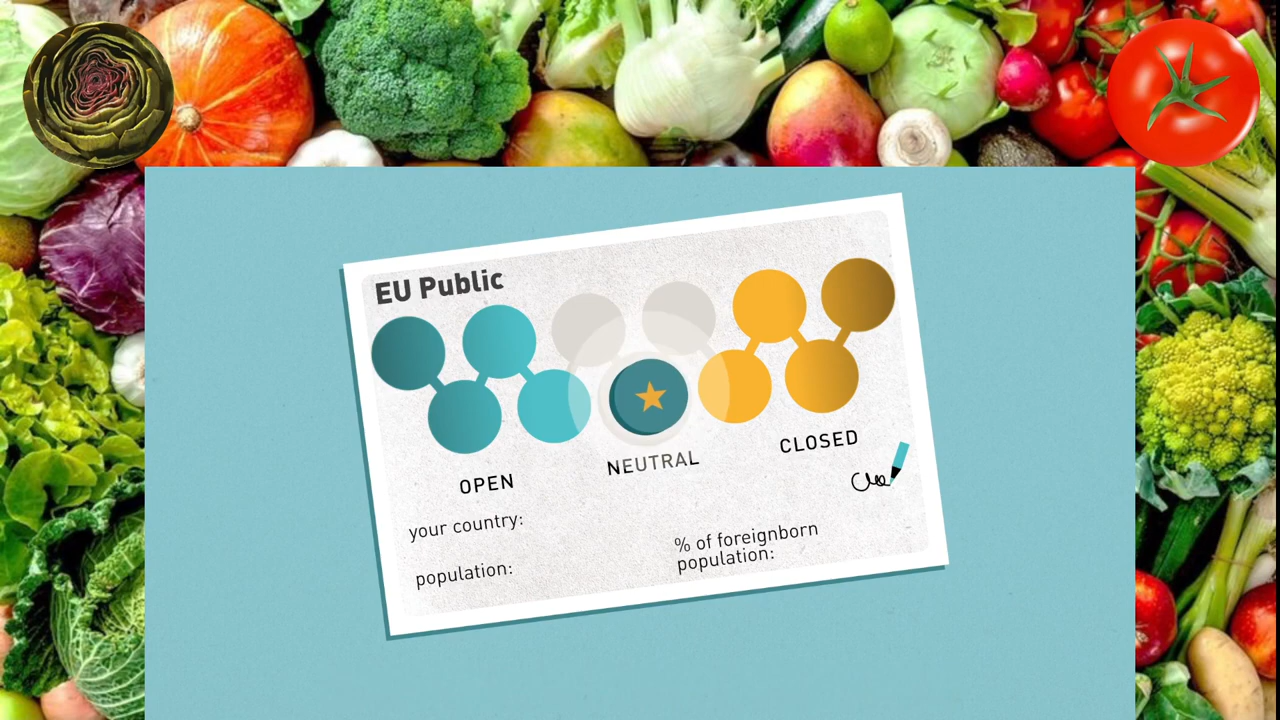 EU Public
OPEN
NEUTRAL
CLOSED
your country:
% of foreignborn
population:
population: